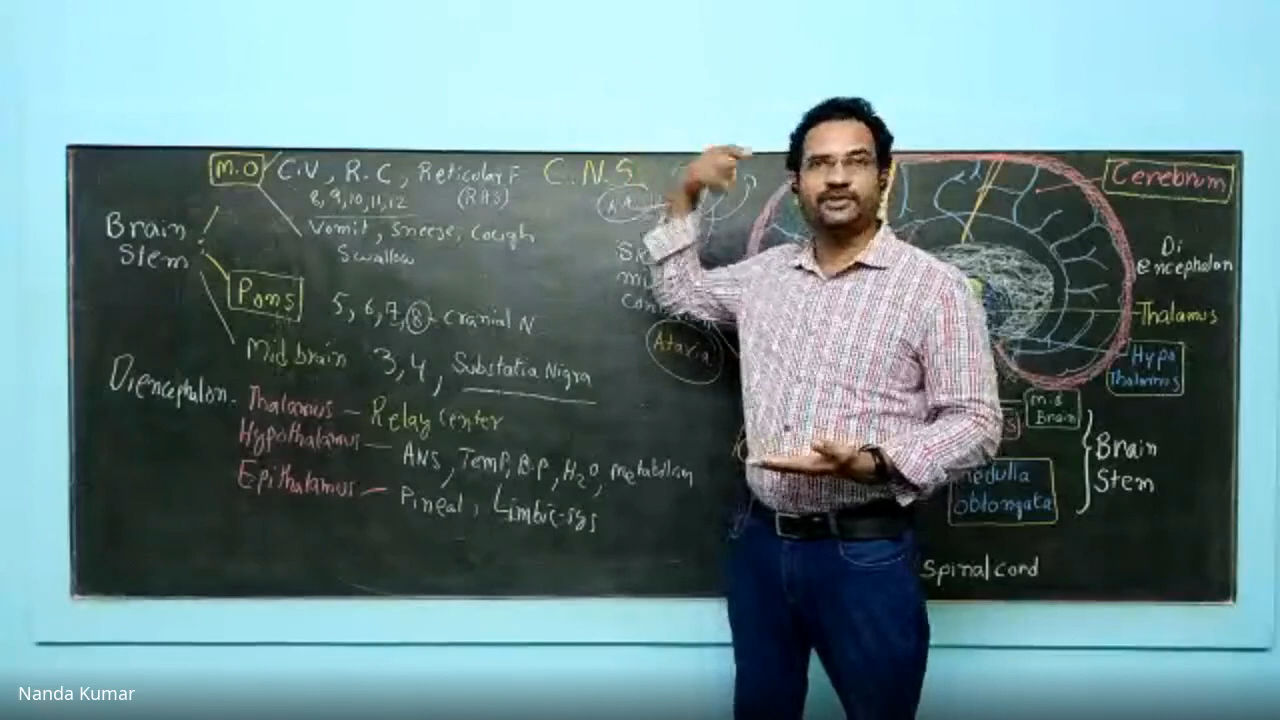 M.O C.V, R.C, Reticolar F
8, 9, 10, 11, 12 (RAS)
Vomit, Sneeze, Cough
Swallow
Brain
Stem
Pons
5, 6, 7, 8 - Cranial N
Mid brain 3, 4, Substatia Nigra
Diencephalon - Thalamus - Relay Center
Hypothalamus - ANS, Temp, B.P, H₂O, metabolism
Epithalamus - Pineal, Limbic-sys
C.N.S
Ataxia
Cerebrum
Di
encephalon
Thalamus
Hypo
Thalamus
Mid
Brain
medulla
oblongata
Brain
Stem
Spinal cord
Nanda Kumar